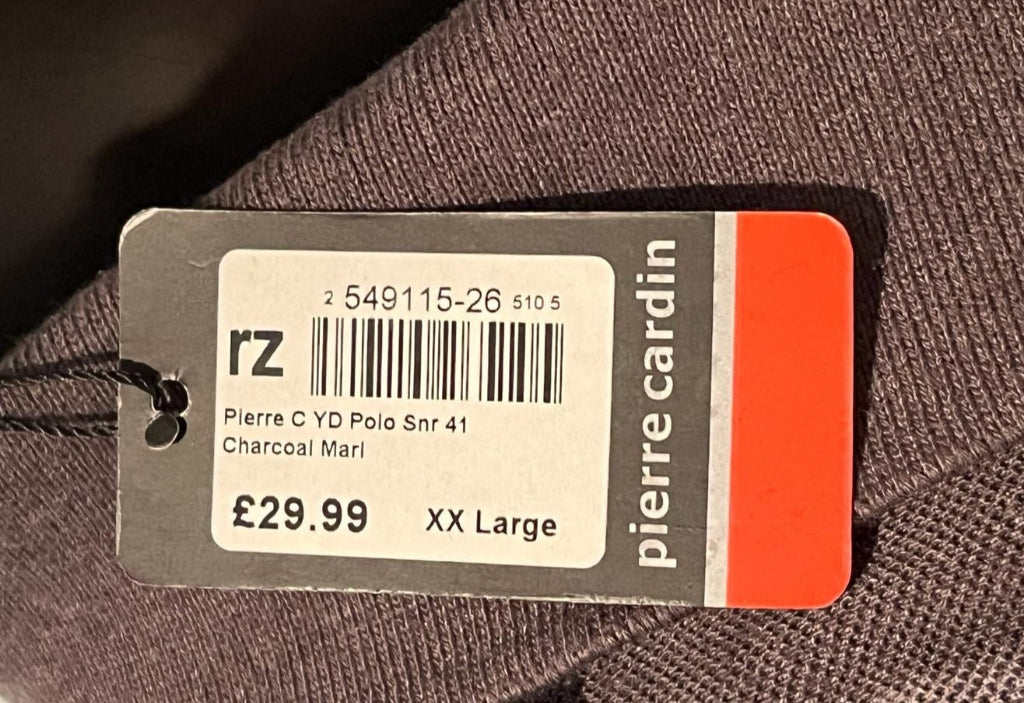 2 549115-26 510 5
rz
Pierre C YD Polo Snr 41
Charcoal Marl
£29.99 XX Large
pierre cardin